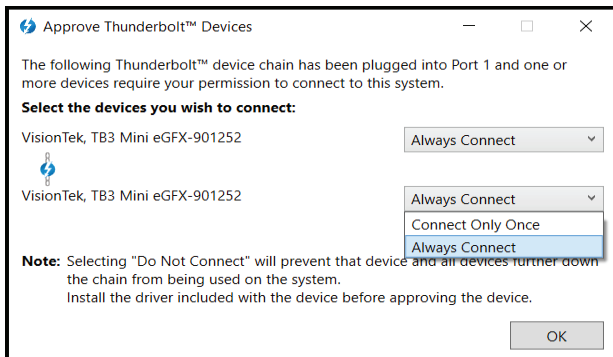 Approve Thunderbolt™ Devices
The following Thunderbolt™ device chain has been plugged into Port 1 and one or
more devices require your permission to connect to this system.
Select the devices you wish to connect:
VisionTek, TB3 Mini eGFX-901252
Always Connect
VisionTek, TB3 Mini eGFX-901252
Always Connect
Connect Only Once
Always Connect
Note: Selecting "Do Not Connect" will prevent that device and all devices further down
the chain from being used on the system.
Install the driver included with the device before approving the device.
OK